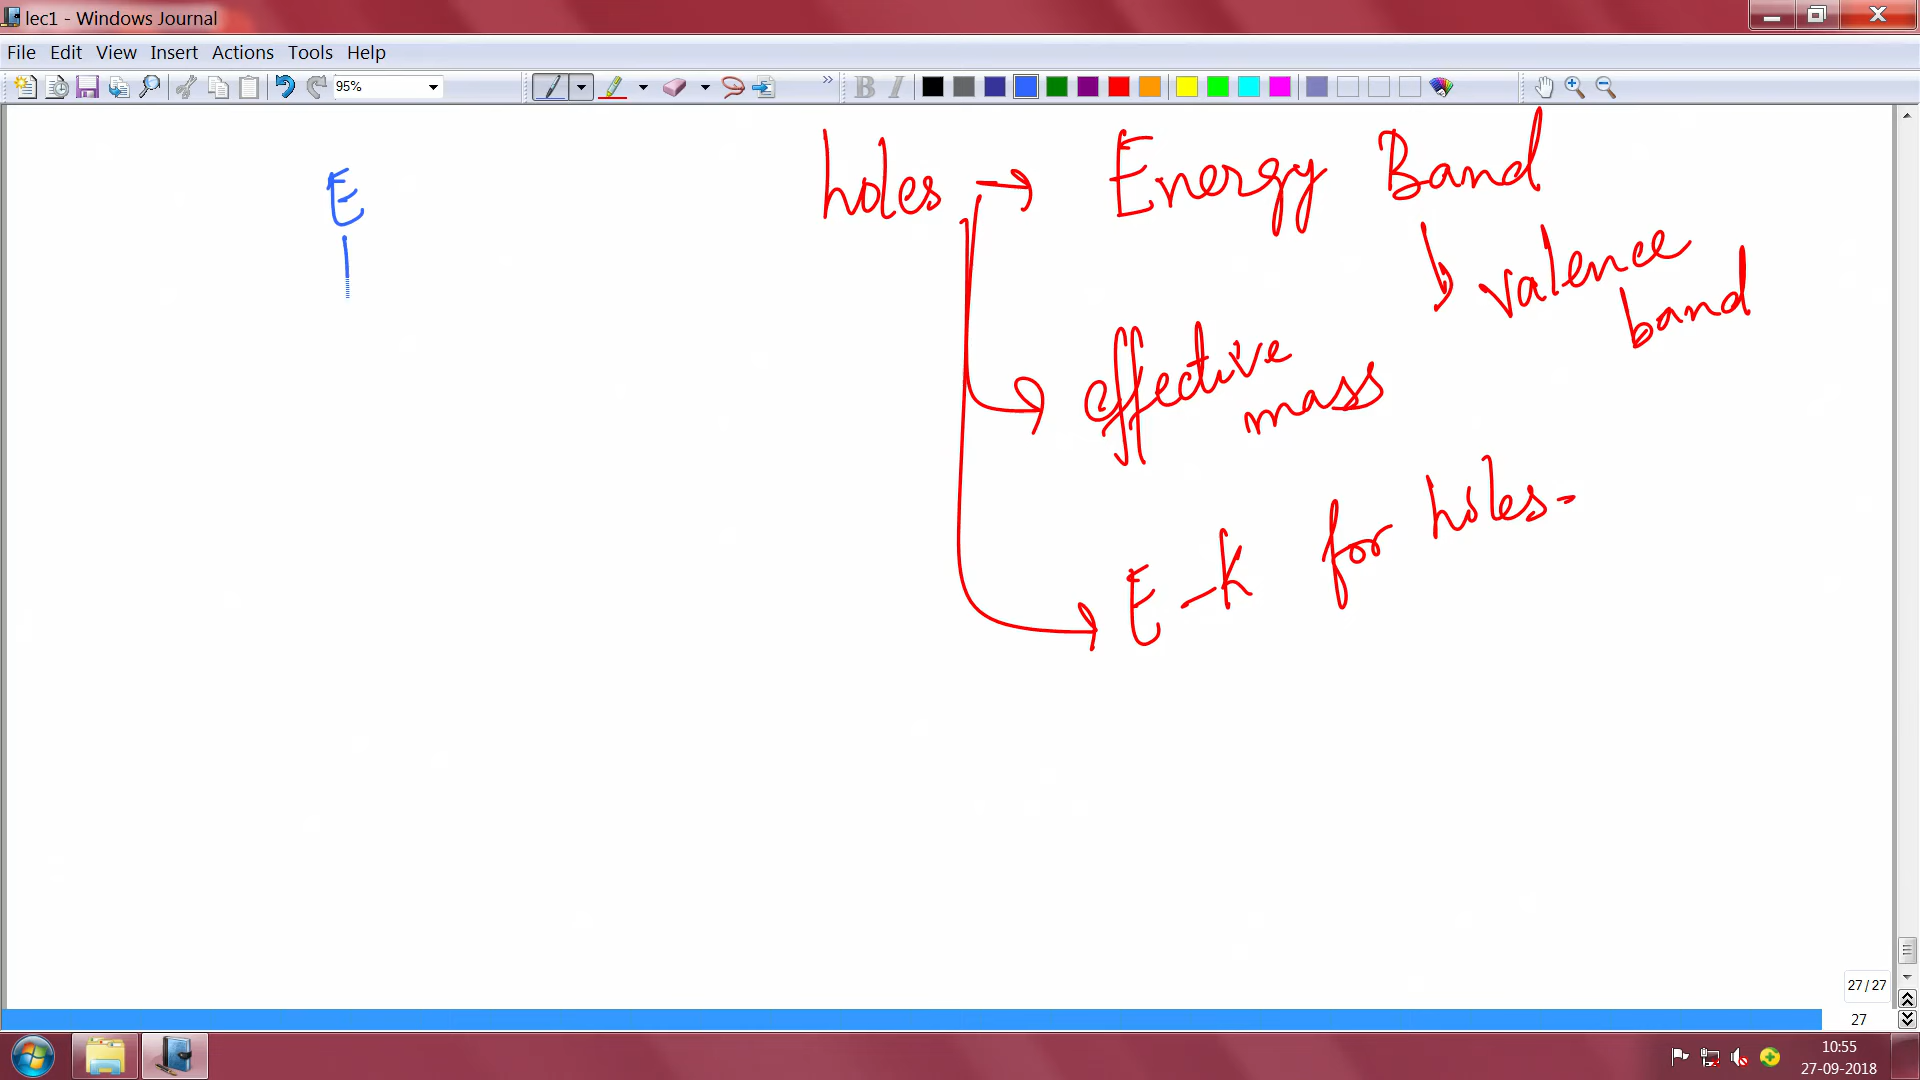 lec1 - Windows Journal
File Edit View Insert Actions Tools Help
95%
B I
E
holes → Energy Band
valence
band
effective
mass
E-k for holes-
27/27
27
10:55
27-09-2018